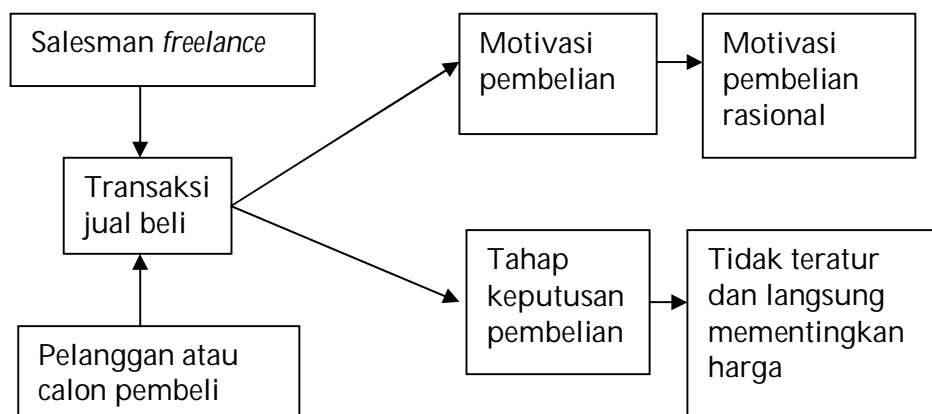 Salesman freelance
Motivasi
pembelian
Motivasi
pembelian
rasional
Transaksi
jual beli
Tahap
keputusan
pembelian
Tidak teratur
dan langsung
mementingkan
harga
Pelanggan atau
calon pembeli